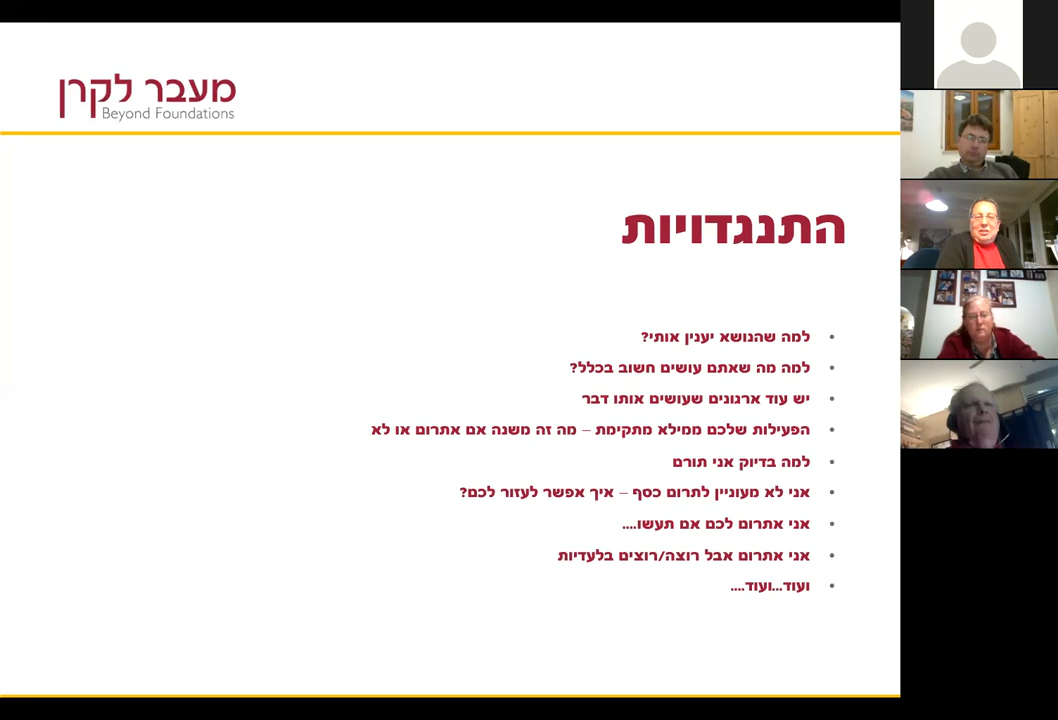 מעבר לקרן
Beyond Foundations
התנגדויות
• למה שהנושא יענין אותי?
• למה מה שאתם עושים חשוב בכלל?
• יש עוד ארגונים שעושים אותו דבר
• הפעילות שלכם ממילא מתקימת – מה זה משנה אם אתרום או לא
• למה בדיוק אני תורם
• אני לא מעוניין לתרום כסף – איך אפשר לעזור לכם?
• אני אתרום לכם אם תעשו....
• אני אתרום אבל רוצה/רוצים בלעדיות
• ועוד...ועוד....